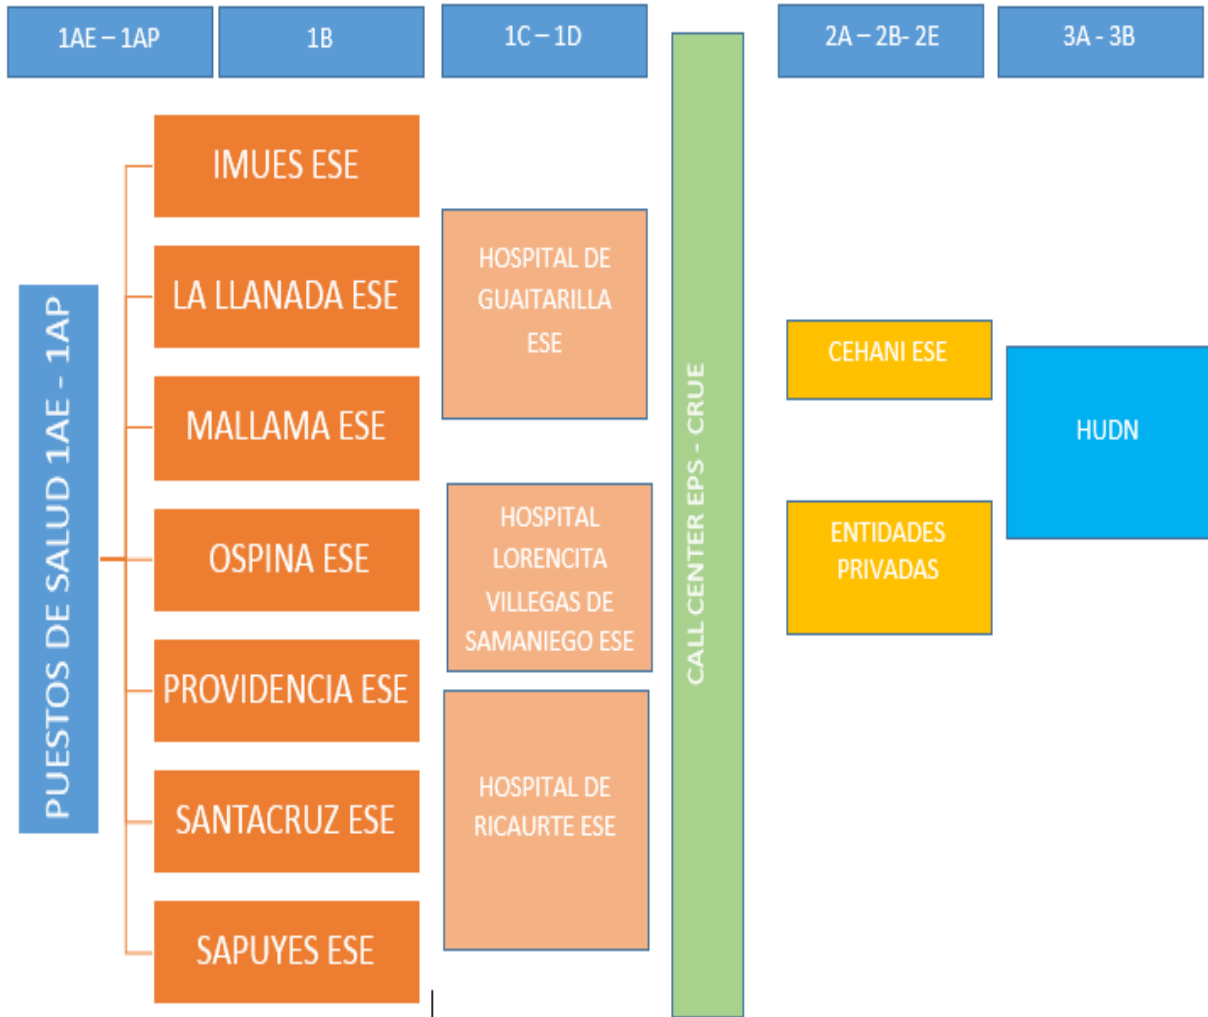 1AE – 1AP
1B
1C – 1D
2A – 2B- 2E
3A - 3B
PUESTOS DE SALUD 1AE - 1AP
IMUES ESE
LA LLANADA ESE
MALLAMA ESE
OSPINA ESE
PROVIDENCIA ESE
SANTACRUZ ESE
SAPUYES ESE
HOSPITAL DE
GUAITARILLA
ESE
HOSPITAL
LORENCITA
VILLEGAS DE
SAMANIEGO ESE
HOSPITAL DE
RICAURTE ESE
CALL CENTER EPS - CRUE
CEHANI ESE
ENTIDADES
PRIVADAS
HUDN